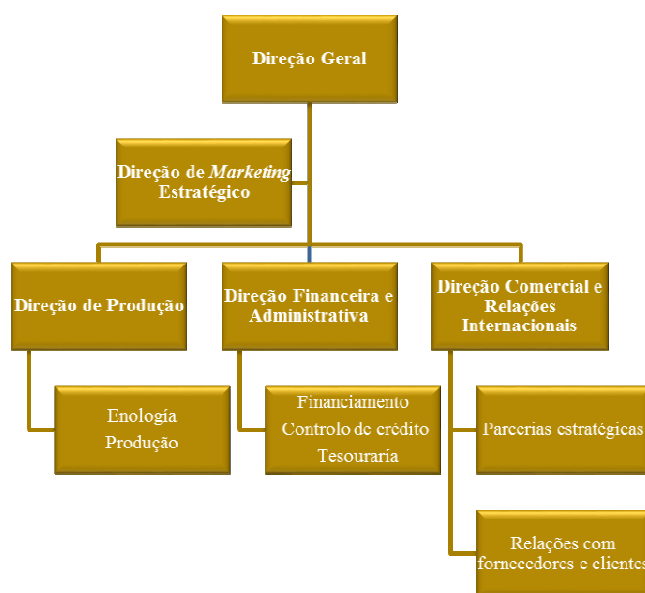 Direção Geral
Direção de Marketing
Estratégico
Direção de Produção
Direção Financeira e
Administrativa
Direção Comercial e
Relações
Internacionais
Enología
Produção
Financiamento
Controlo de crédito
Tesouraría
Parcerias estratégicas
Relações com
fornecedores e clientes